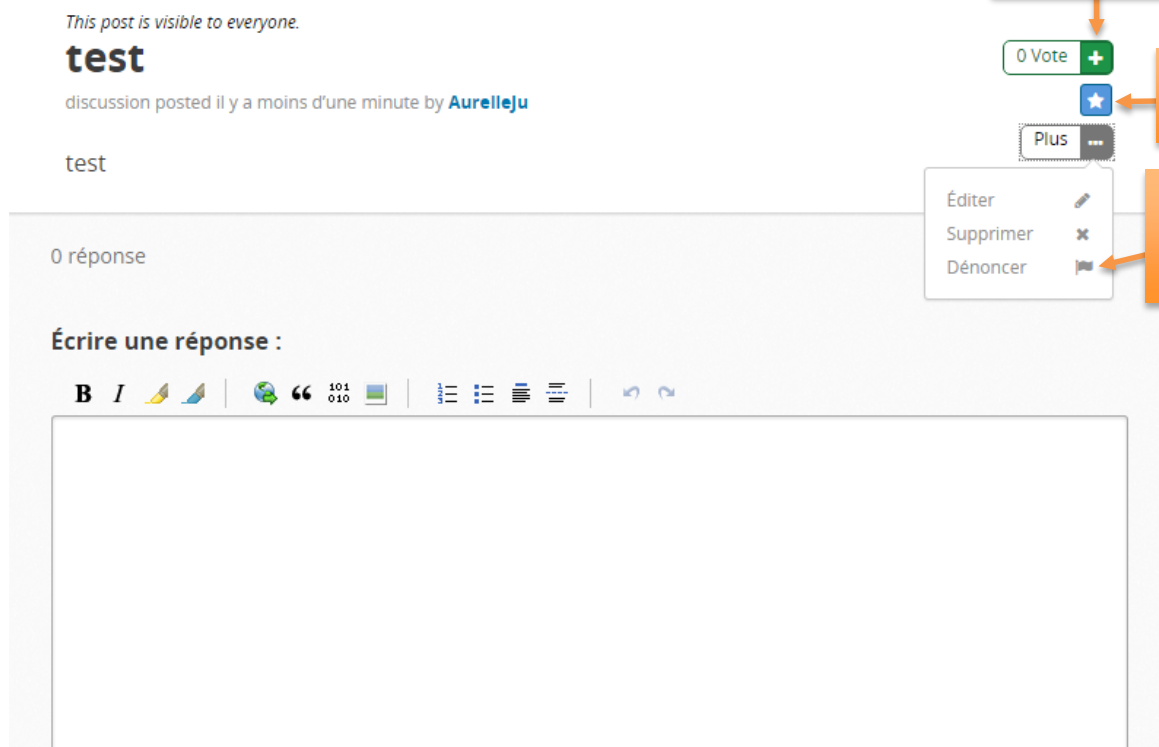 This post is visible to everyone.
test
0 Vote
discussion posted il y a moins d'une minute by AurelleJu
Plus
test
Éditer
Supprimer
Dénoncer
0 réponse
Écrire une réponse :
B I 101 010